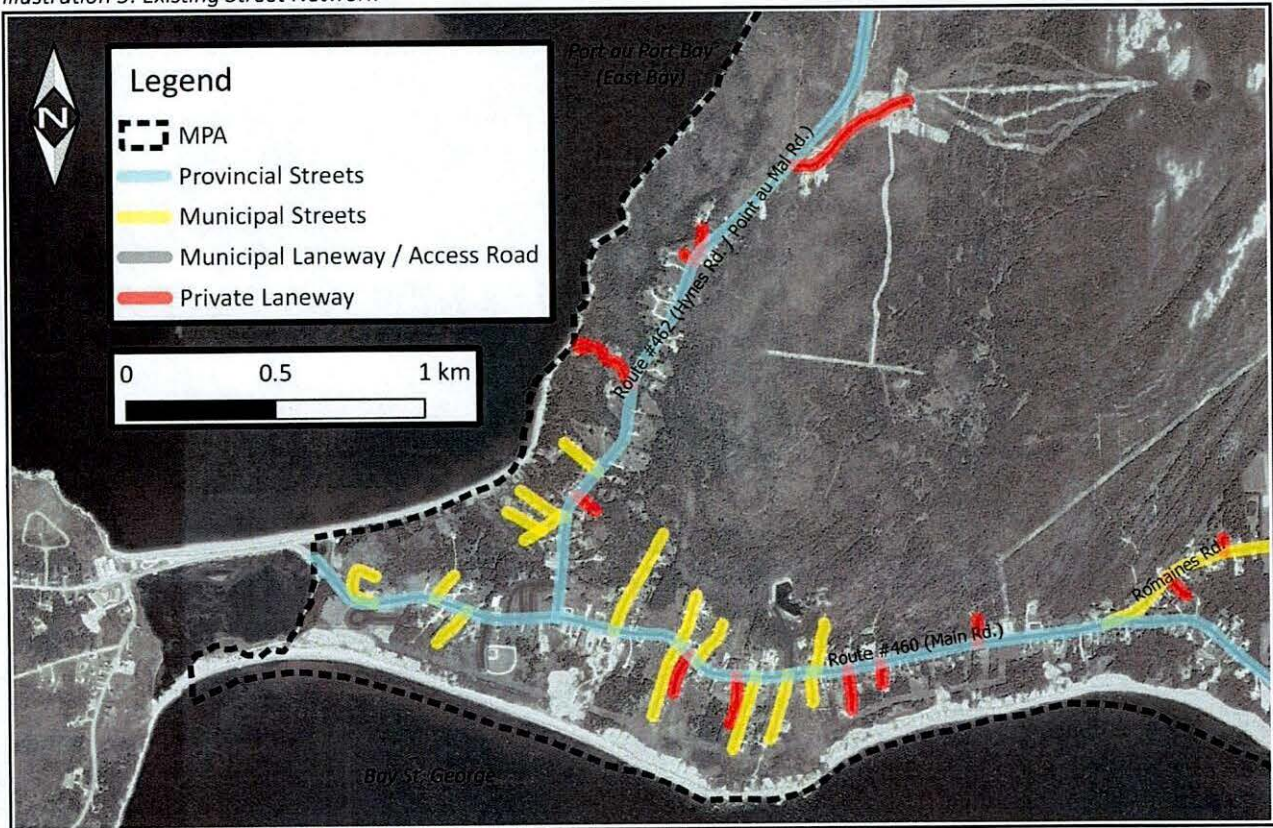 Illustration 5: Existing Street Network
Port au Port Bay
(East Bay)
N
Legend
MPA
Provincial Streets
Municipal Streets
Municipal Laneway / Access Road
Private Laneway
0 0.5 1 km
Route #462 (Hynes Rd. / Point au Mal Rd.)
Romaines Rd.
Route #460 (Main Rd.)
Bay St. George